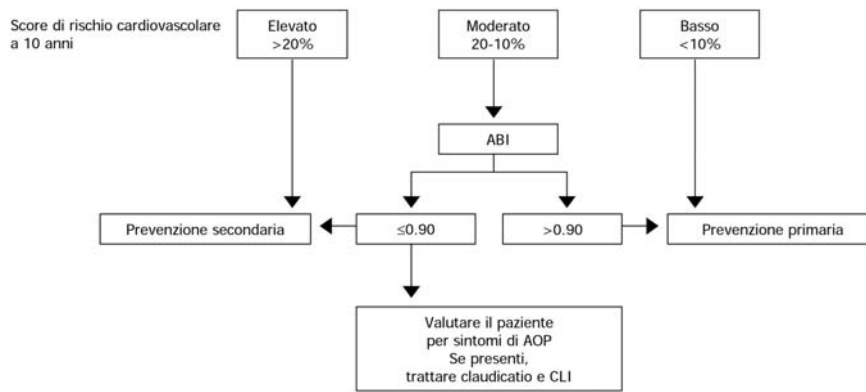 Score di rischio cardiovascolare
a 10 anni
Elevato
>20%
Moderato
20-10%
Basso
<10%
ABI
Prevenzione secondaria
≤0.90
>0.90
Prevenzione primaria
Valutare il paziente
per sintomi di AOP
Se presenti,
trattare claudicatio e CLI